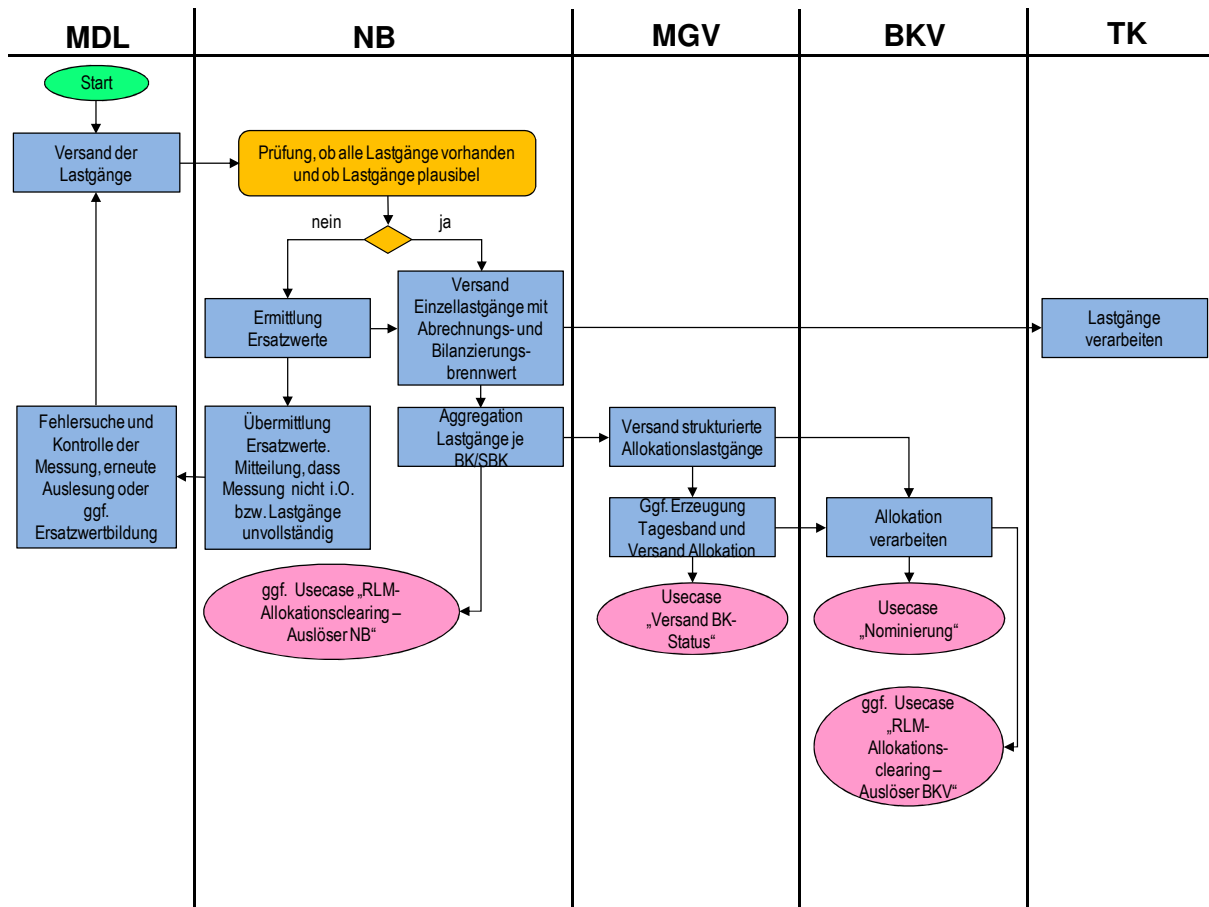 MDL
NB
MGV
BKV
TK
Start
Versand der
Lastgänge
Prüfung, ob alle Lastgänge vorhanden
und ob Lastgänge plausibel
nein
ja
Ermittlung
Ersatzwerte
Versand
Einzellastgänge mit
Abrechnungs- und
Bilanzierungs-
brennwert
Lastgänge
verarbeiten
Fehlersuche und
Kontrolle der
Messung, erneute
Auslesung oder
ggf.
Ersatzwertbildung
Übermittlung
Ersatzwerte.
Mitteilung, dass
Messung nicht i.O.
bzw. Lastgänge
unvollständig
Aggregation
Lastgänge je
BK/SBK
Versand strukturierte
Allokationslastgänge
Ggf. Erzeugung
Tagesband und
Versand Allokation
Allokation
verarbeiten
ggf. Usecase „RLM-
Allokationsclearing –
Auslöser NB“
Usecase
„Versand BK-
Status“
Usecase
„Nominierung“
ggf. Usecase
„RLM-
Allokations-
clearing –
Auslöser BKV“